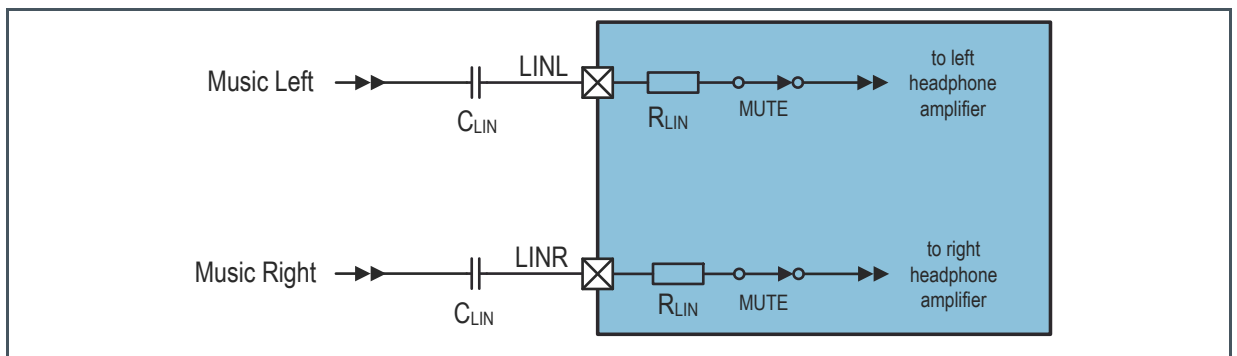 Music Left
LINL
CLIN
RLIN
MUTE
to left
headphone
amplifier
Music Right
LINR
CLIN
RLIN
MUTE
to right
headphone
amplifier